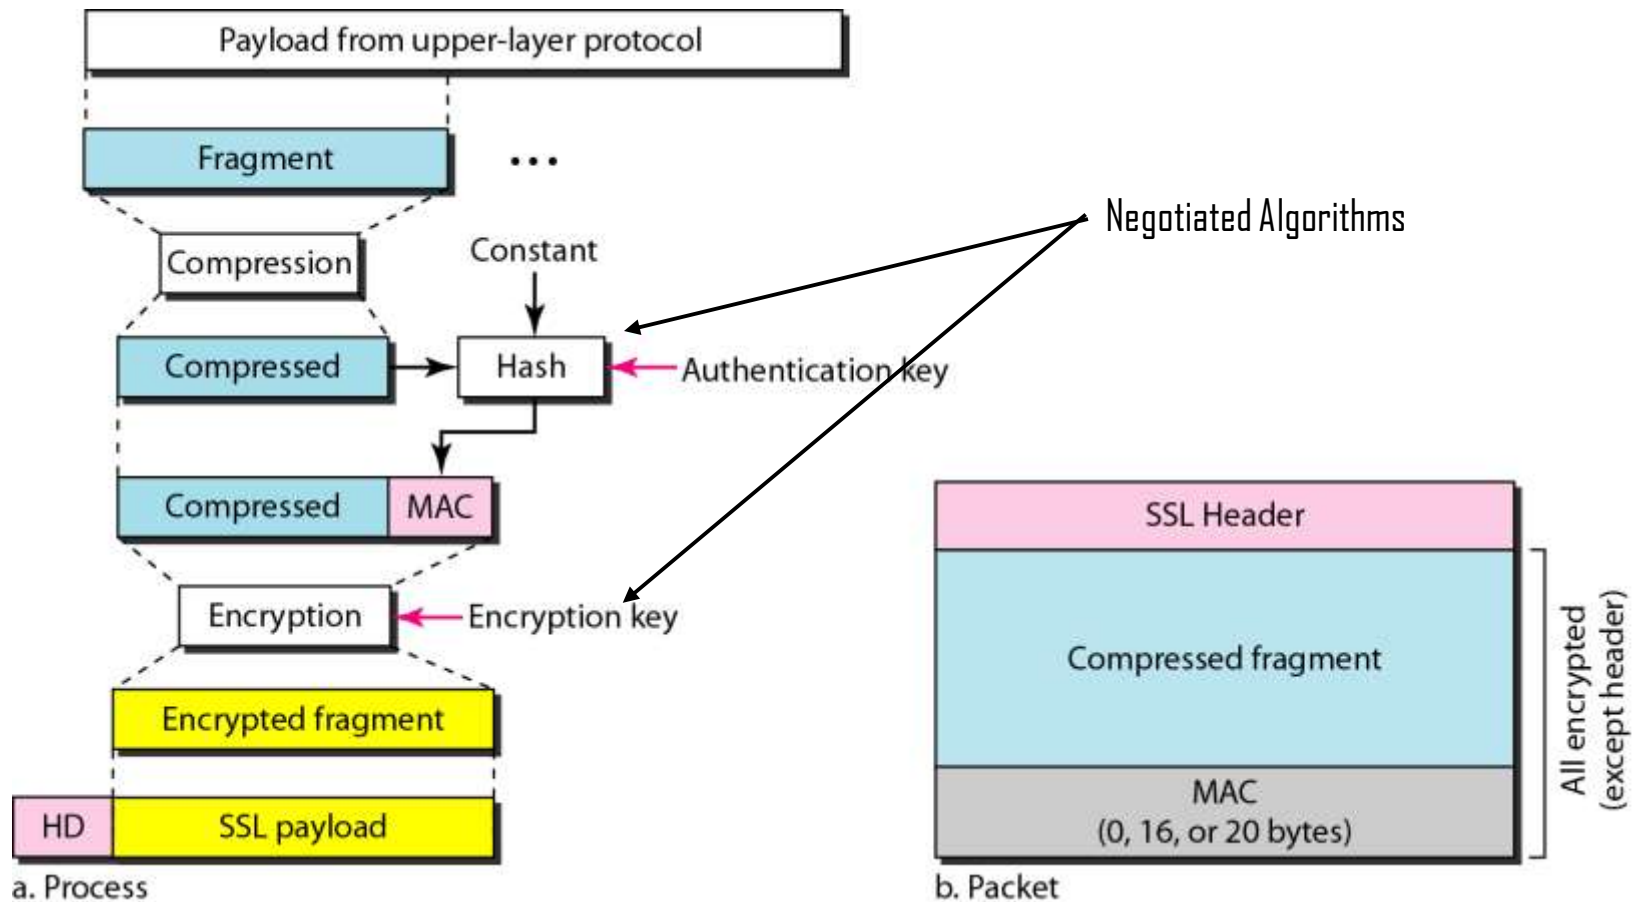 Payload from upper-layer protocol
Fragment
...
Negotiated Algorithms
Compression
Constant
Compressed
Hash
Authentication key
Compressed
MAC
SSL Header
Encryption
Encryption key
Compressed fragment
All encrypted
(except header)
Encrypted fragment
MAC
(0, 16, or 20 bytes)
HD
SSL payload
a. Process
b. Packet